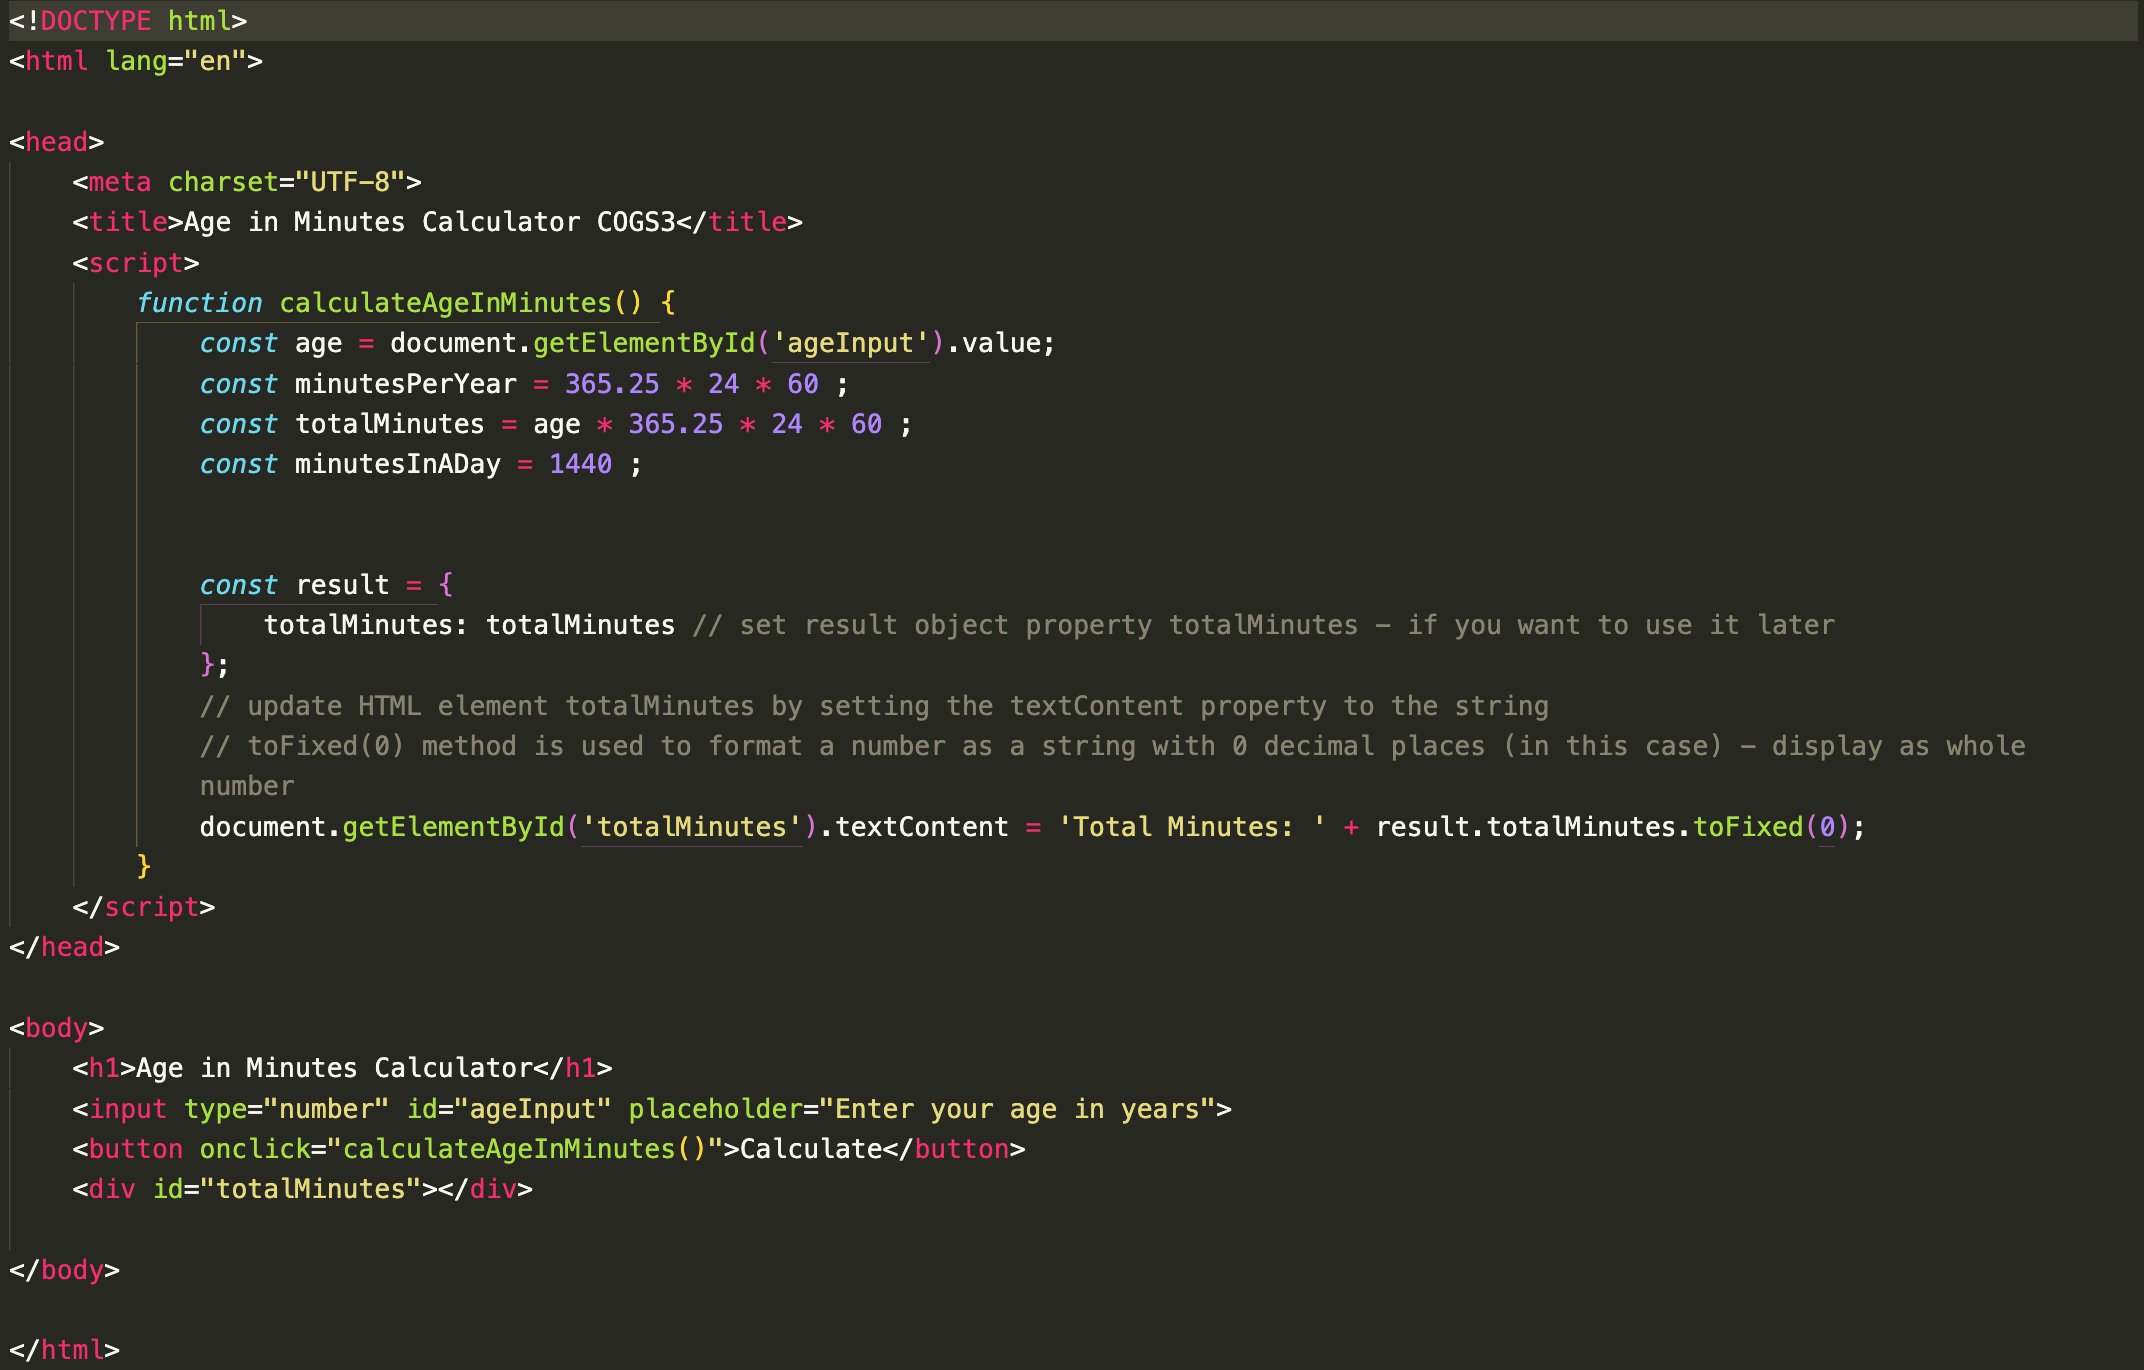 <!DOCTYPE html>
<html lang="en">
<head>
<meta charset="UTF-8">
<title>Age in Minutes Calculator COGS3</title>
<script>
function calculateAgeInMinutes() {
const age = document.getElementById('ageInput').value;
const minutesPerYear = 365.25 * 24 * 60 ;
const totalMinutes = age * 365.25 * 24 * 60 ;
const minutesInADay = 1440 ;
const result = {
totalMinutes: totalMinutes // set result object property totalMinutes – if you want to use it later
};
// update HTML element totalMinutes by setting the textContent property to the string
// toFixed(0) method is used to format a number as a string with 0 decimal places (in this case) – display as whole
number
document.getElementById('totalMinutes').textContent = 'Total Minutes: ' + result.totalMinutes.toFixed(0);
}
</script>
</head>
<body>
<h1>Age in Minutes Calculator</h1>
<input type="number" id="ageInput" placeholder="Enter your age in years">
<button onclick="calculateAgeInMinutes()">Calculate</button>
<div id="totalMinutes"></div>
</body>
</html>